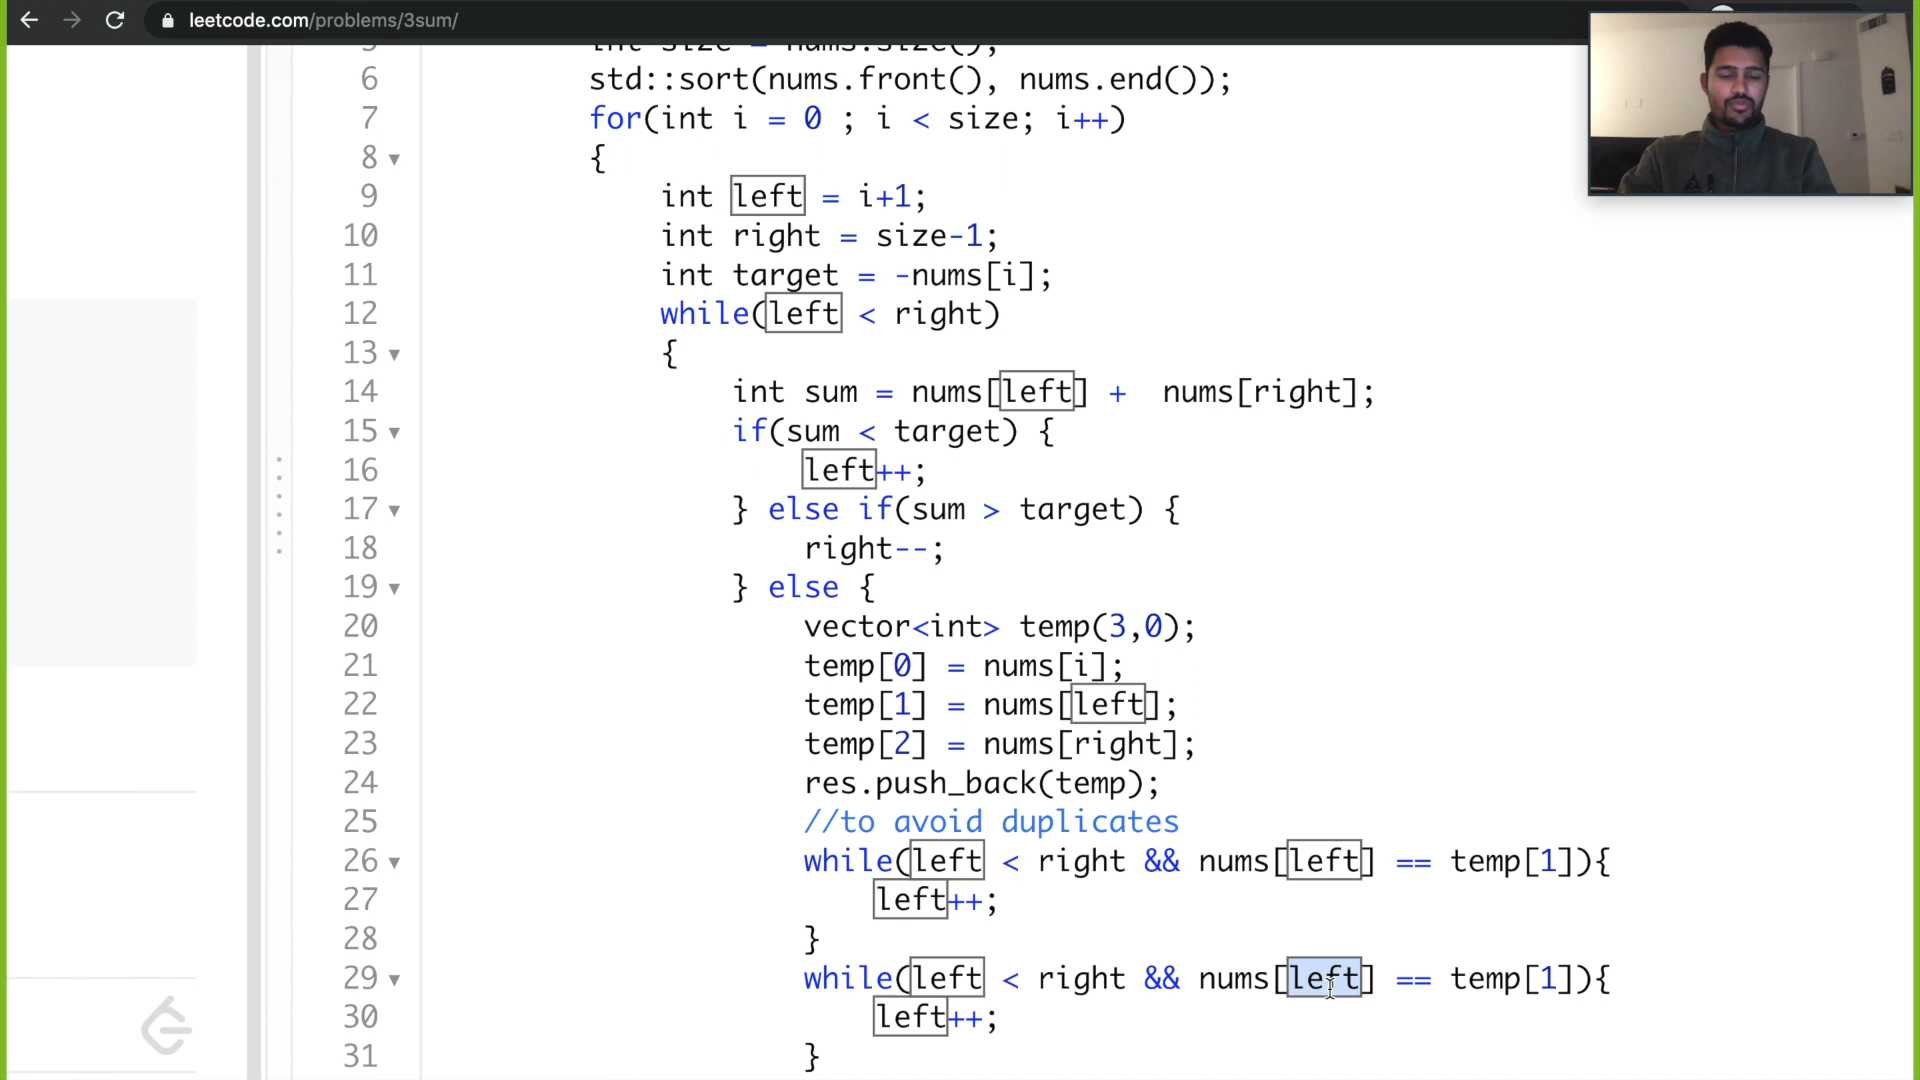 leetcode.com/problems/3sum/
5 int size = nums.size();
6 std::sort(nums.front(), nums.end());
7 for(int i = 0 ; i < size; i++)
8 {
9 int left = i+1;
10 int right = size-1;
11 int target = -nums[i];
12 while(left < right)
13 {
14 int sum = nums[left] +  nums[right];
15 if(sum < target) {
16 left++;
17 } else if(sum > target) {
18 right--;
19 } else {
20 vector<int> temp(3,0);
21 temp[0] = nums[i];
22 temp[1] = nums[left];
23 temp[2] = nums[right];
24 res.push_back(temp);
25 //to avoid duplicates
26 while(left < right && nums[left] == temp[1]){
27 left++;
28 }
29 while(left < right && nums[left] == temp[1]){
30 left++;
31 }